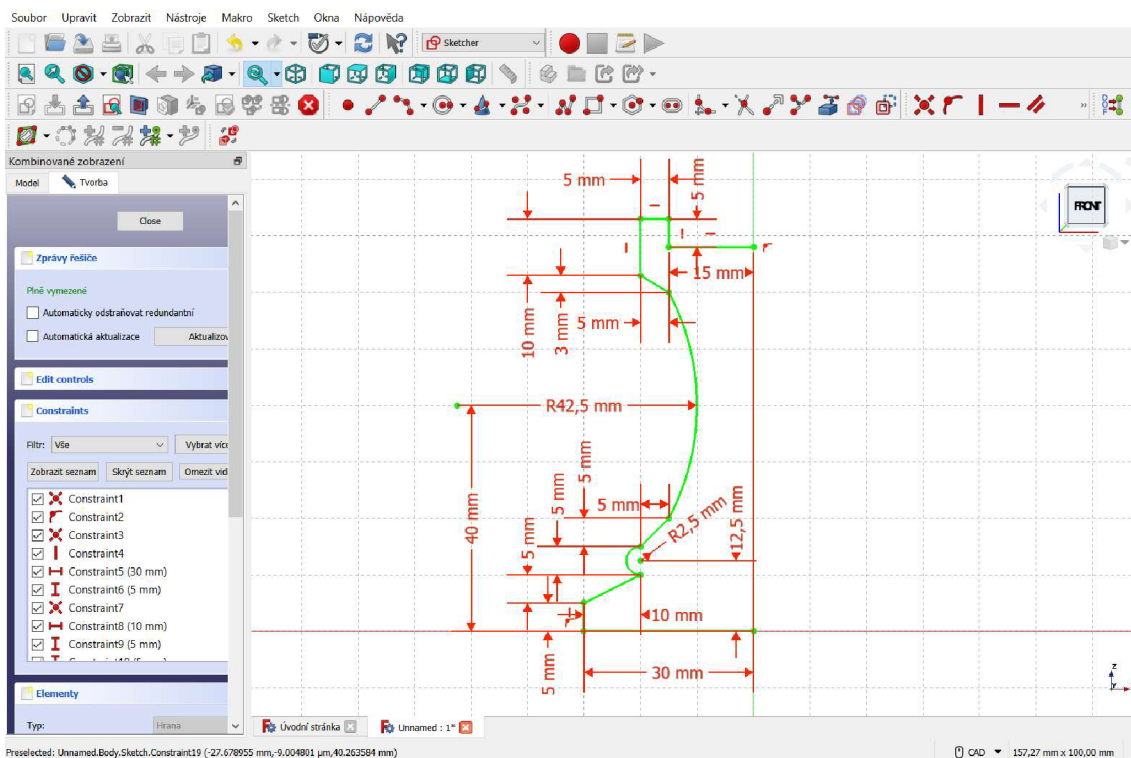 Soubor Upravit Zobrazit Nástroje Makro Sketch Okna Nápověda
Sketcher
Kombinované zobrazení
Model Tvorba
Close
Zprávy řešiče
Plně vymezené
Automaticky odstraňovat redundantní
Automatická aktualizace Aktualizov
Edit controls
Constraints
Filtr: Vše Vybrat více
Zobrazit seznam Skrýt seznam Omezit vid
Constraint1
Constraint2
Constraint3
Constraint4
Constraint5 (30 mm)
Constraint6 (5 mm)
Constraint7
Constraint8 (10 mm)
Constraint9 (5 mm)
Elementy
Typ: Hrana
5 mm
5 mm
FRONT
15 mm
10 mm
3 mm
5 mm
R42,5 mm
5 mm
5 mm
5 mm
R2,5 mm
12,5 mm
40 mm
5 mm
10 mm
5 mm
30 mm
Z
Y
Úvodní stránka Unnamed : 1*
Preselected: Unnamed.Body.Sketch.Constraint19 (-27.678955 mm,-9.004801 µm,40.263584 mm) CAD 157,27 mm x 100,00 mm